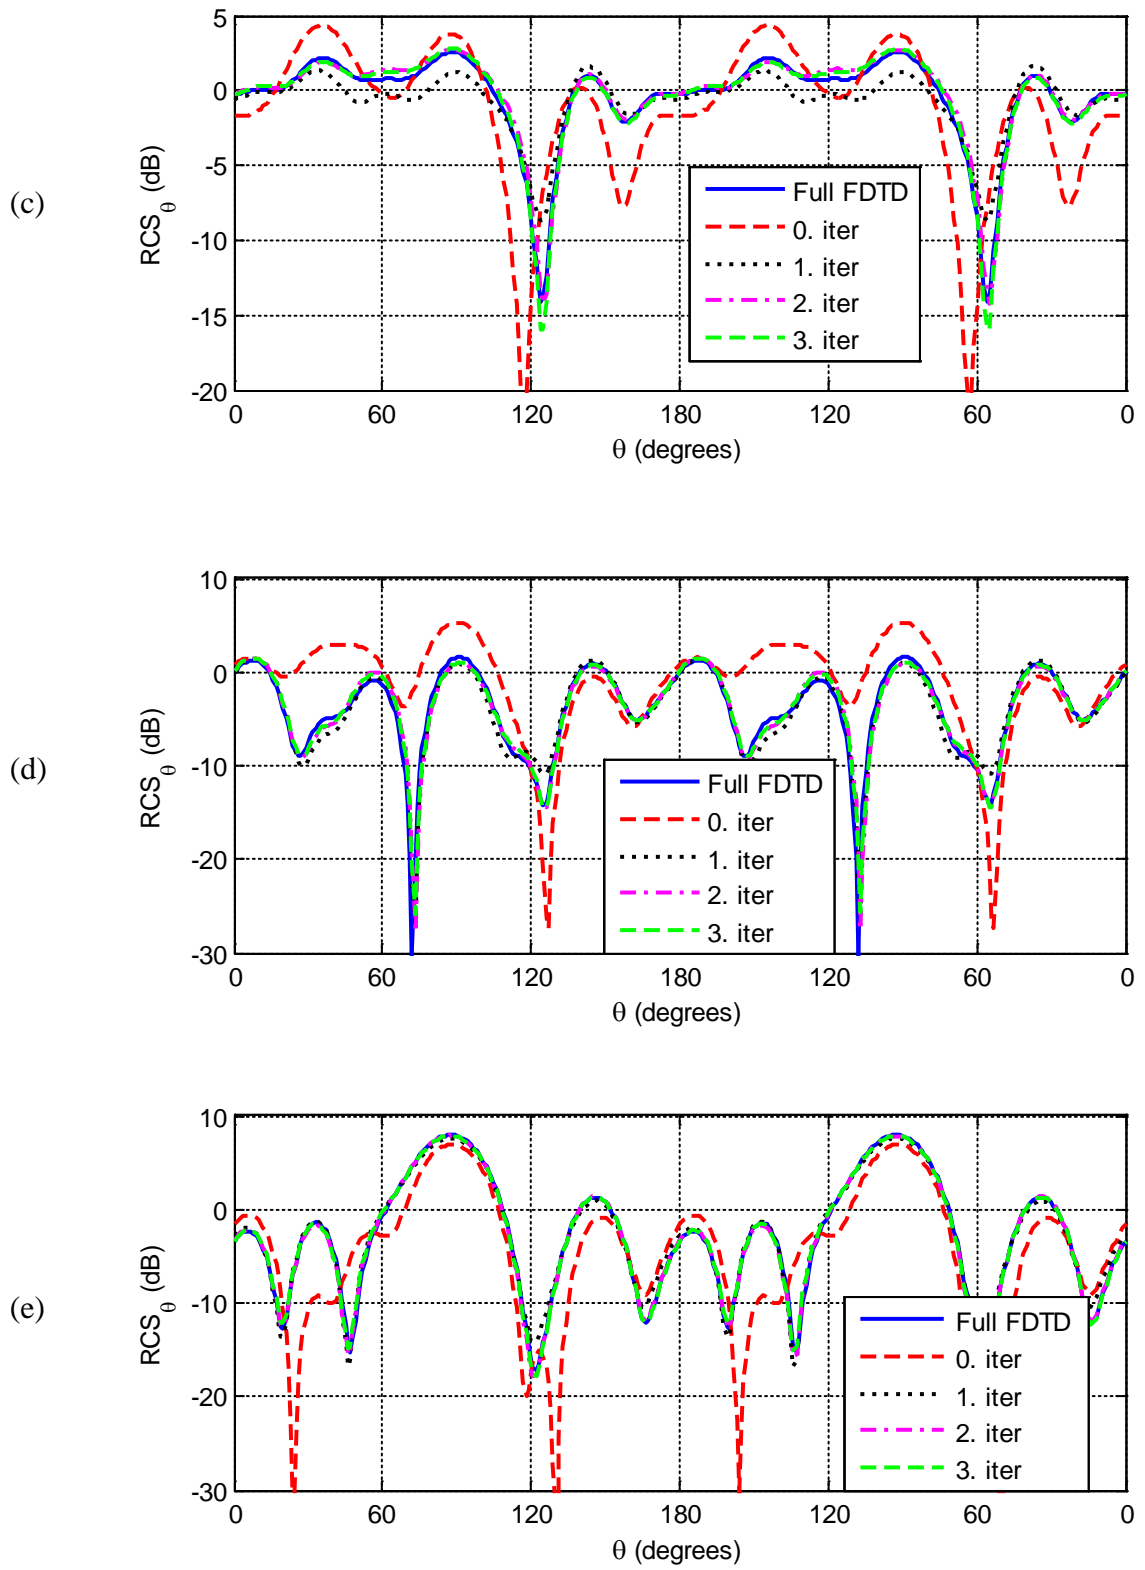 (c)
RCS_θ (dB)
5
0
-5
-10
-15
-20
0 60 120 180 120 60 0
θ (degrees)
Full FDTD
0. iter
1. iter
2. iter
3. iter
(d)
RCS_θ (dB)
10
0
-10
-20
-30
0 60 120 180 120 60 0
θ (degrees)
Full FDTD
0. iter
1. iter
2. iter
3. iter
(e)
RCS_θ (dB)
10
0
-10
-20
-30
0 60 120 180 120 60 0
θ (degrees)
Full FDTD
0. iter
1. iter
2. iter
3. iter